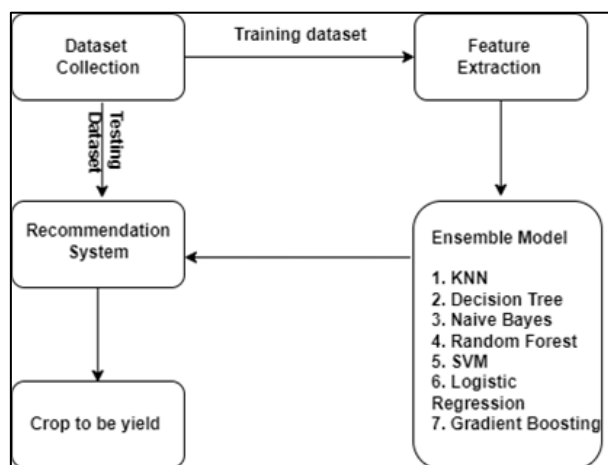 Dataset
Collection
Training dataset
Feature
Extraction
Testing
Dataset
Recommendation
System
Ensemble Model
1. KNN
2. Decision Tree
3. Naive Bayes
4. Random Forest
5. SVM
6. Logistic
Regression
7. Gradient Boosting
Crop to be yield